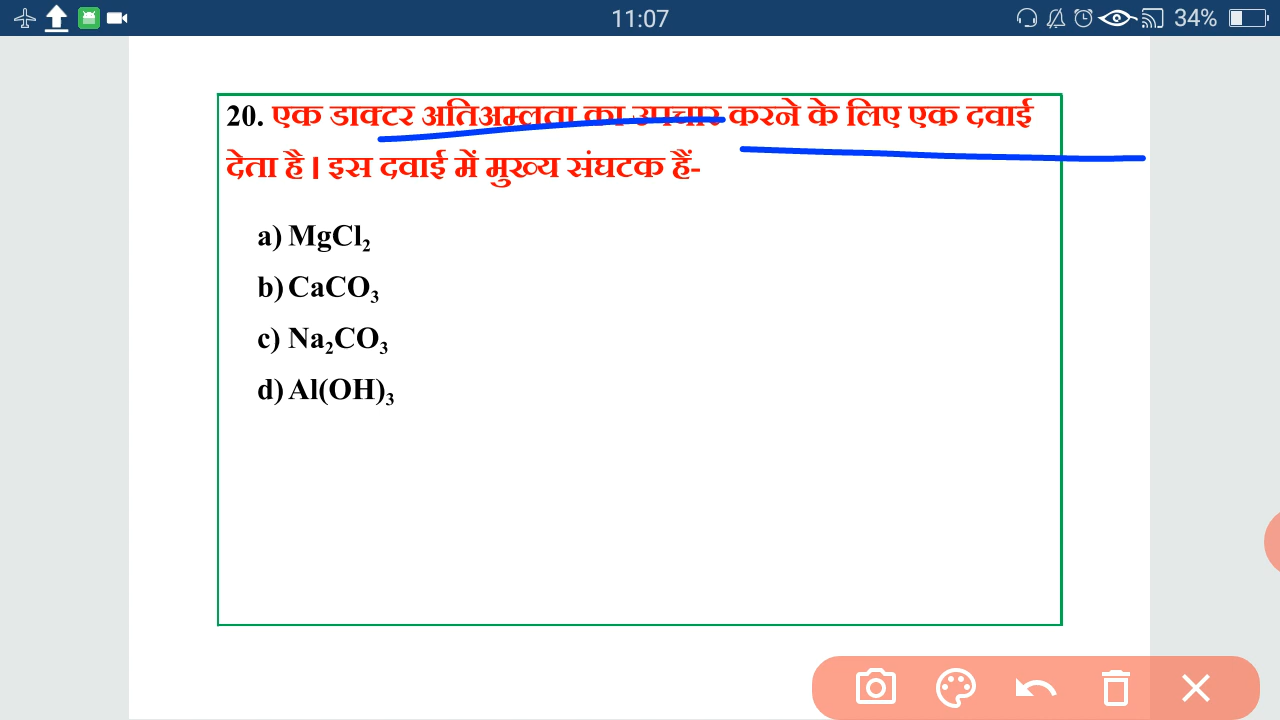 11:07
34%
20. एक डाक्टर अतिअम्लता का उपचार करने के लिए एक दवाई
देता है। इस दवाई में मुख्य संघटक हैं-
a) MgCl₂
b) CaCO₃
c) Na₂CO₃
d) Al(OH)₃